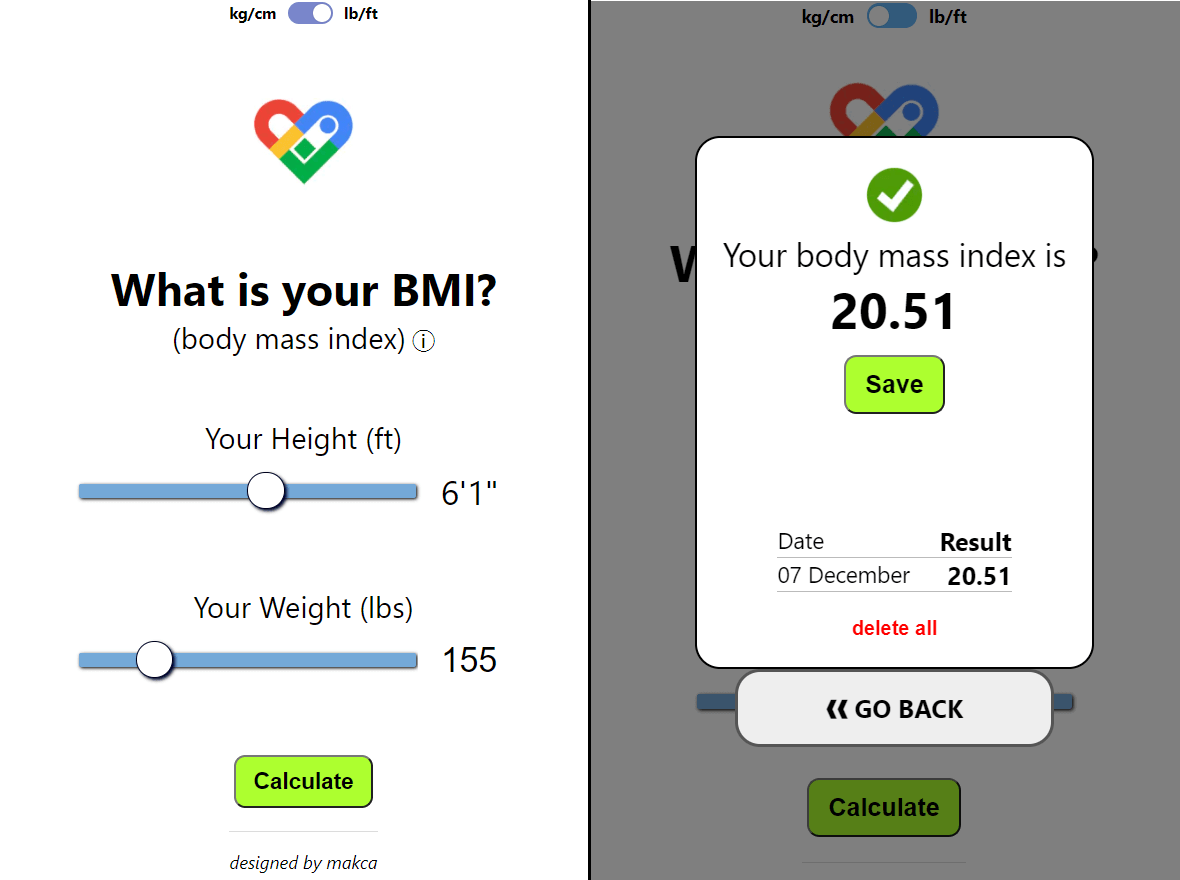 kg/cm lb/ft
What is your BMI?
(body mass index) ⓘ
Your Height (ft)
6'1"
Your Weight (lbs)
155
Calculate
designed by makca
kg/cm lb/ft
Your body mass index is
20.51
Save
Date Result
07 December 20.51
delete all
GO BACK
Calculate